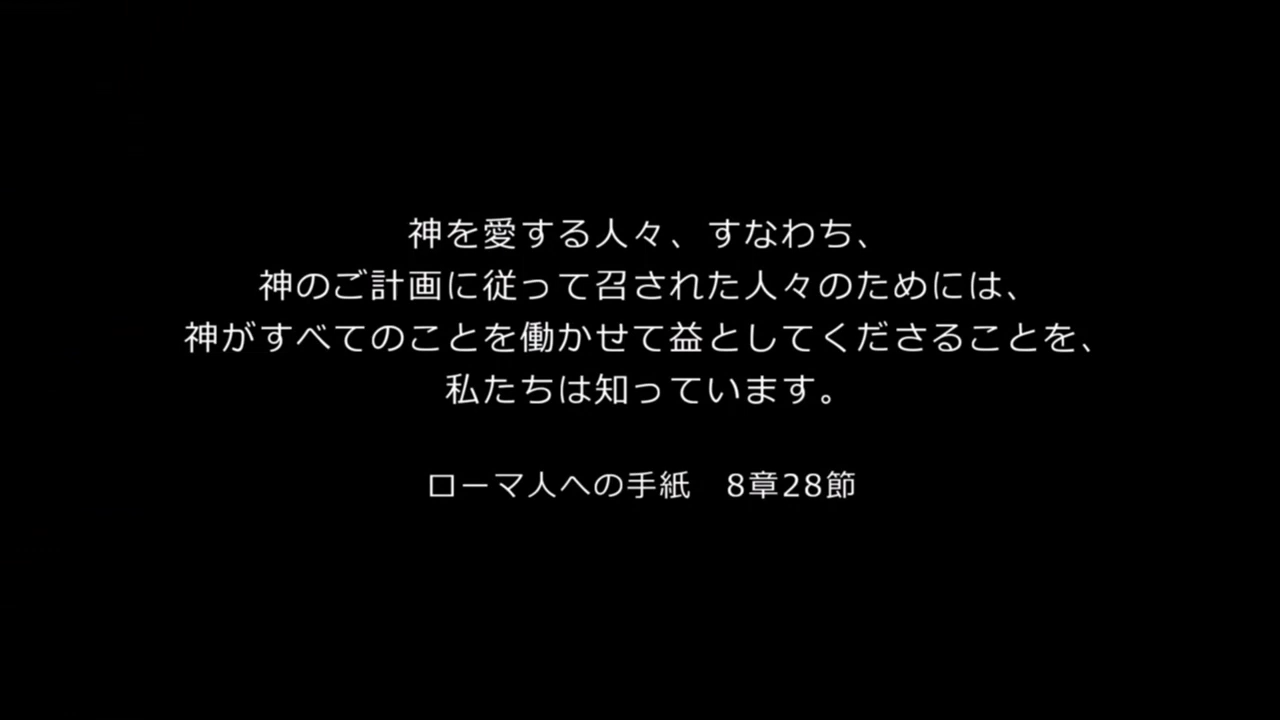 神を愛する人々、すなわち、
神のご計画に従って召された人々のためには、
神がすべてのことを働かせて益としてくださることを、
私たちは知っています。
ローマ人への手紙　8章28節